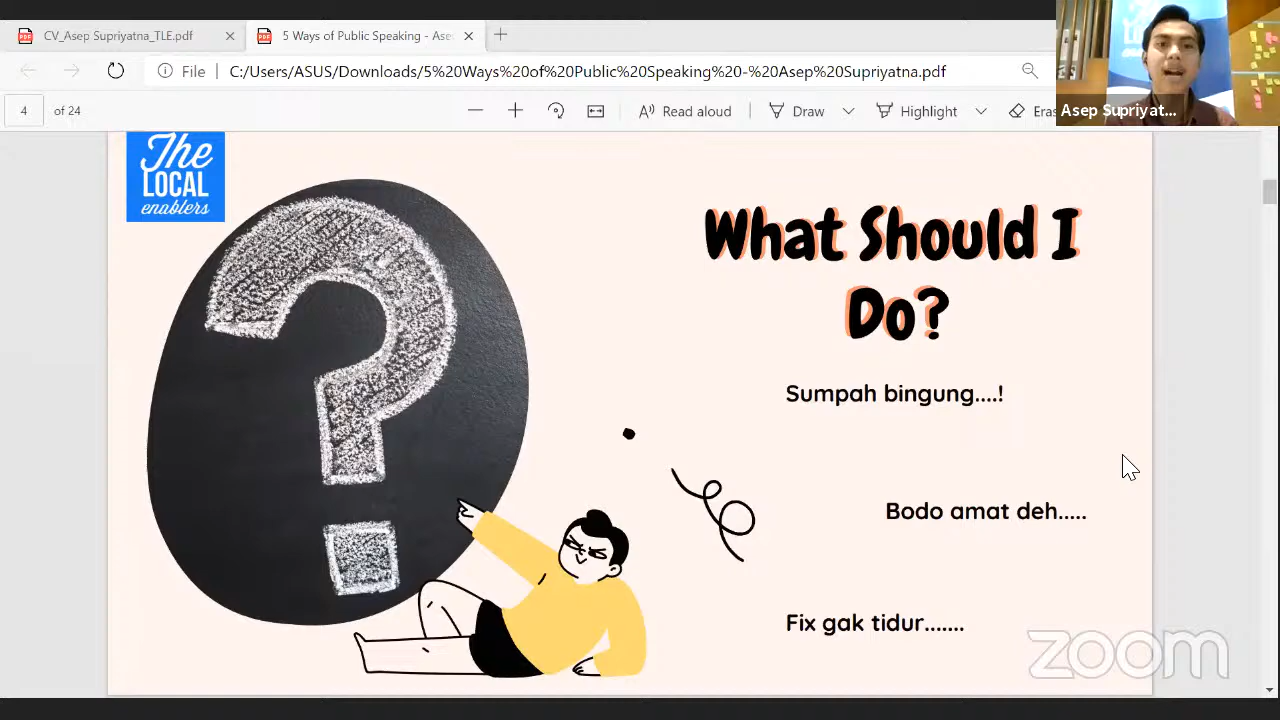 CV_Asep Supriyatna_TLE.pdf
5 Ways of Public Speaking - Ase
File
C:/Users/ASUS/Downloads/5%20Ways%20of%20Public%20Speaking%20-%20Asep%20Supriyatna.pdf
4 of 24
Read aloud
Draw
Highlight
Eras
Asep Supriyat...
The
LOCAL
enablers
What Should I
Do?
Sumpah bingung....!
Bodo amat deh.....
Fix gak tidur.......
zoom